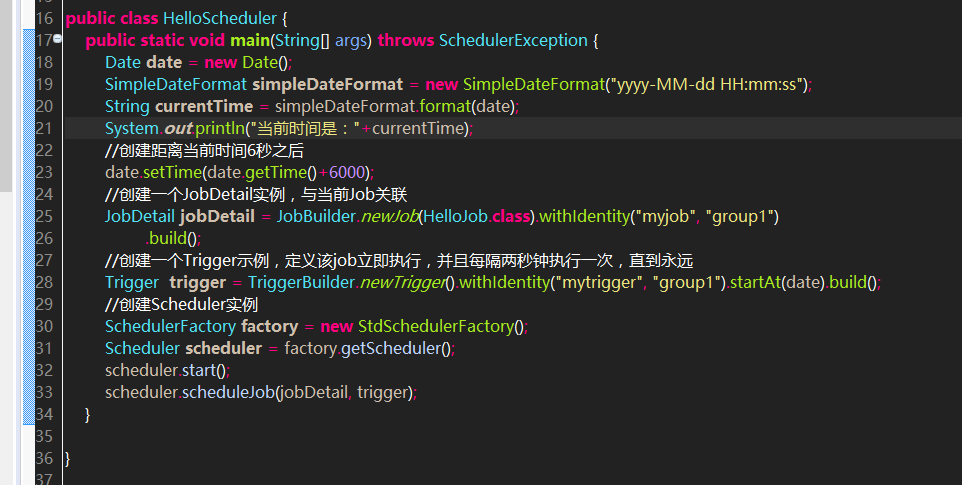 16 public class HelloScheduler {
17 public static void main(String[] args) throws SchedulerException {
18 Date date = new Date();
19 SimpleDateFormat simpleDateFormat = new SimpleDateFormat("yyyy-MM-dd HH:mm:ss");
20 String currentTime = simpleDateFormat.format(date);
21 System.out.println("当前时间是："+currentTime);
22 //创建距离当前时间6秒之后
23 date.setTime(date.getTime()+6000);
24 //创建一个JobDetail实例，与当前Job关联
25 JobDetail jobDetail = JobBuilder.newJob(HelloJob.class).withIdentity("myjob", "group1")
26 .build();
27 //创建一个Trigger示例，定义该job立即执行，并且每隔两秒钟执行一次，直到永远
28 Trigger  trigger = TriggerBuilder.newTrigger().withIdentity("mytrigger", "group1").startAt(date).build();
29 //创建Scheduler实例
30 SchedulerFactory factory = new StdSchedulerFactory();
31 Scheduler scheduler = factory.getScheduler();
32 scheduler.start();
33 scheduler.scheduleJob(jobDetail, trigger);
34 }
35
36 }
37